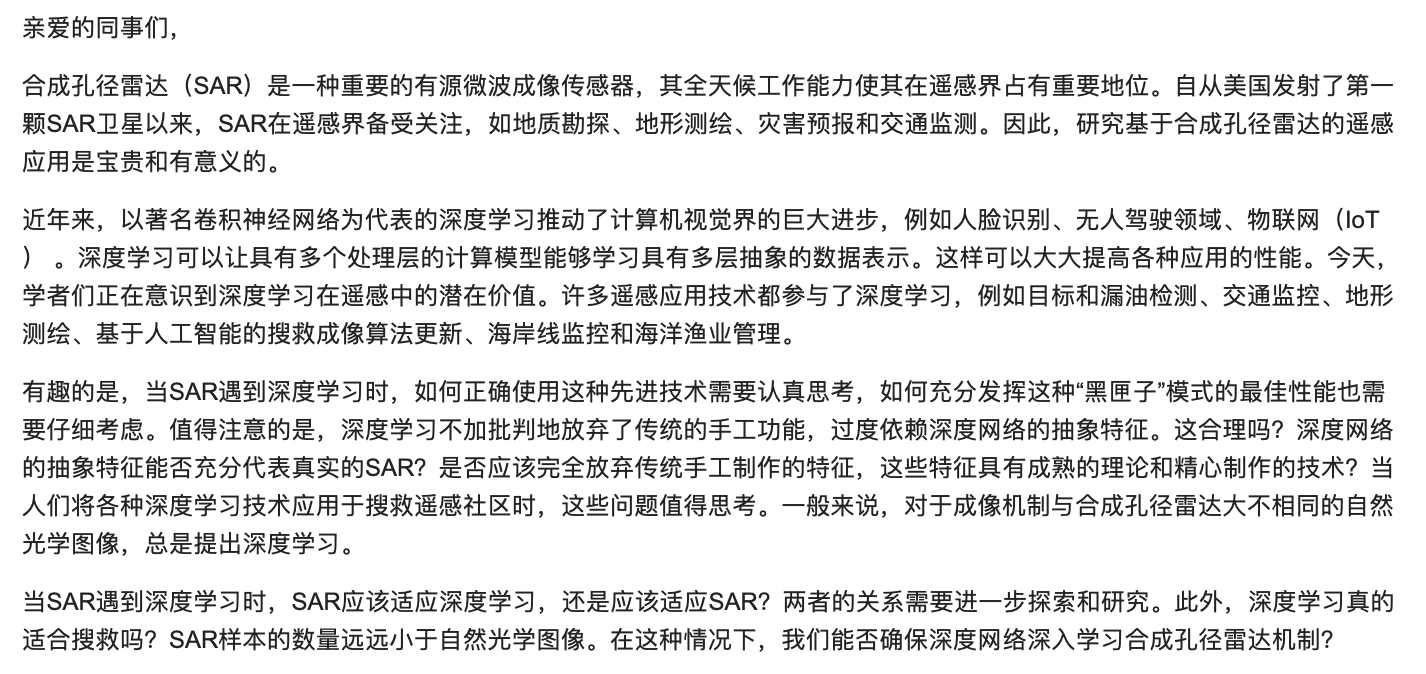 亲爱的同事们，
合成孔径雷达（SAR）是一种重要的有源微波成像传感器，其全天候工作能力使其在遥感界占有重要地位。自从美国发射了第一
颗SAR卫星以来，SAR在遥感界备受关注，如地质勘探、地形测绘、灾害预报和交通监测。因此，研究基于合成孔径雷达的遥感
应用是宝贵和有意义的。
近年来，以著名卷积神经网络为代表的深度学习推动了计算机视觉界的巨大进步，例如人脸识别、无人驾驶领域、物联网（IoT
） 。深度学习可以让具有多个处理层的计算模型能够学习具有多层抽象的数据表示。这样可以大大提高各种应用的性能。今天，
学者们正在意识到深度学习在遥感中的潜在价值。许多遥感应用技术都参与了深度学习，例如目标和漏油检测、交通监控、地形
测绘、基于人工智能的搜救成像算法更新、海岸线监控和海洋渔业管理。
有趣的是，当SAR遇到深度学习时，如何正确使用这种先进技术需要认真思考，如何充分发挥这种“黑匣子”模式的最佳性能也需
要仔细考虑。值得注意的是，深度学习不加批判地放弃了传统的手工功能，过度依赖深度网络的抽象特征。这合理吗？深度网络
的抽象特征能否充分代表真实的SAR？是否应该完全放弃传统手工制作的特征，这些特征具有成熟的理论和精心制作的技术？当
人们将各种深度学习技术应用于搜救遥感社区时，这些问题值得思考。一般来说，对于成像机制与合成孔径雷达大不相同的自然
光学图像，总是提出深度学习。
当SAR遇到深度学习时，SAR应该适应深度学习，还是应该适应SAR？两者的关系需要进一步探索和研究。此外，深度学习真的
适合搜救吗？SAR样本的数量远远小于自然光学图像。在这种情况下，我们能否确保深度网络深入学习合成孔径雷达机制？